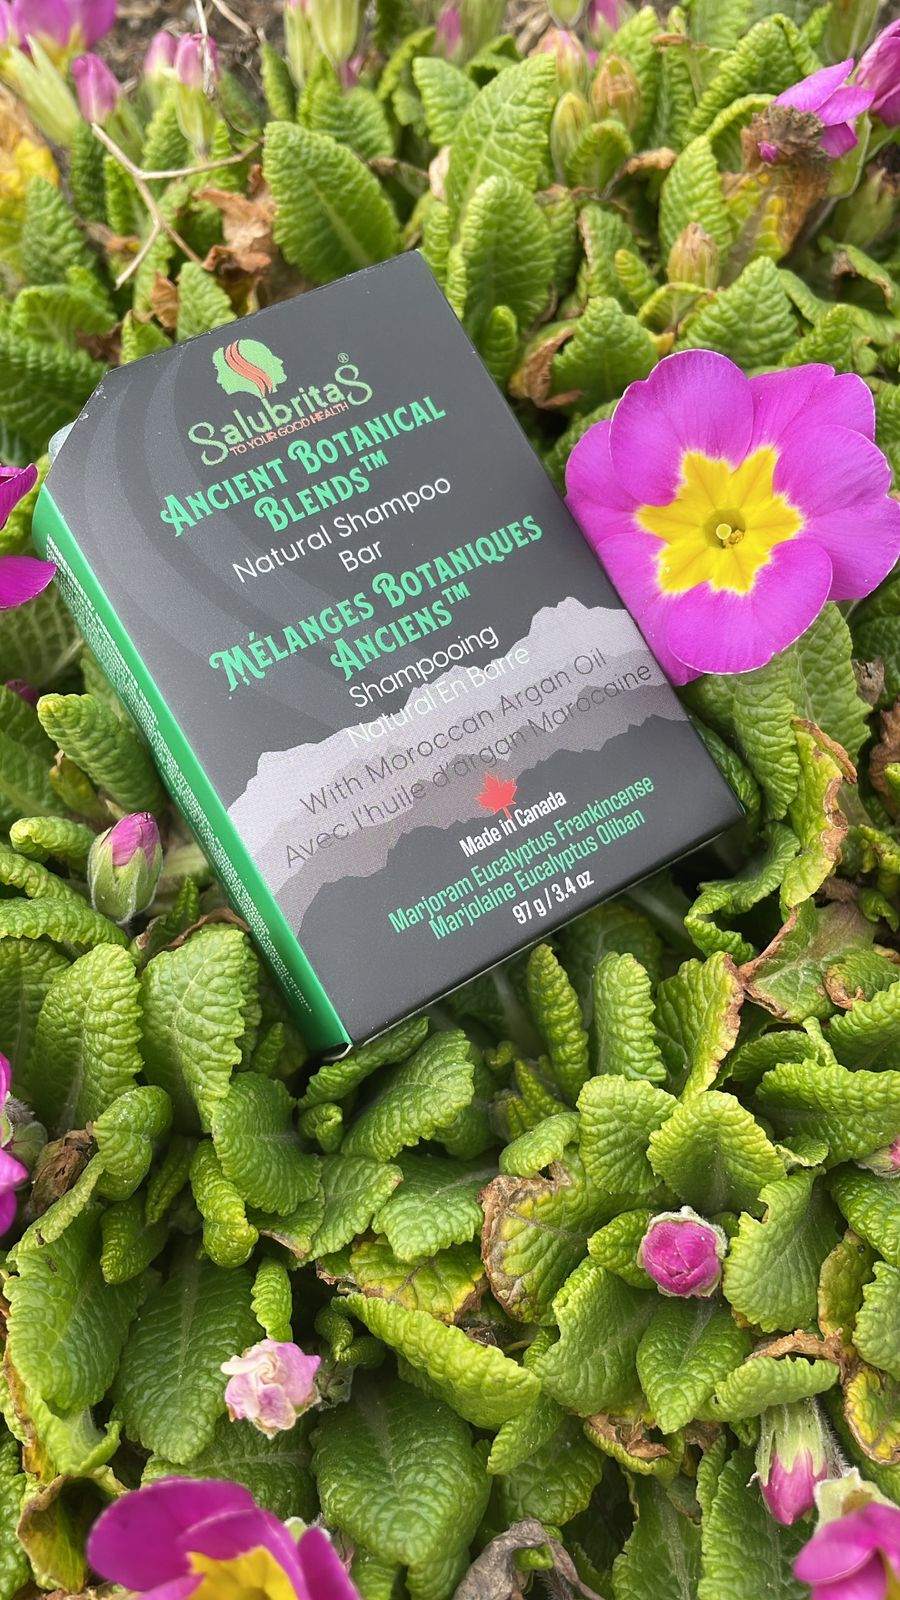 SalubritaS®
TO YOUR GOOD HEALTH
ANCIENT BOTANICAL
BLENDS™
Natural Shampoo
Bar
MÉLANGES BOTANIQUES
ANCIENS™
Shampooing
Natural En Barre
With Moroccan Argan Oil
Avec l'huile d'argan Marocaine
Made in Canada
Marjoram Eucalyptus Frankincense
Marjolaine Eucalyptus Oliban
97 g / 3.4 oz